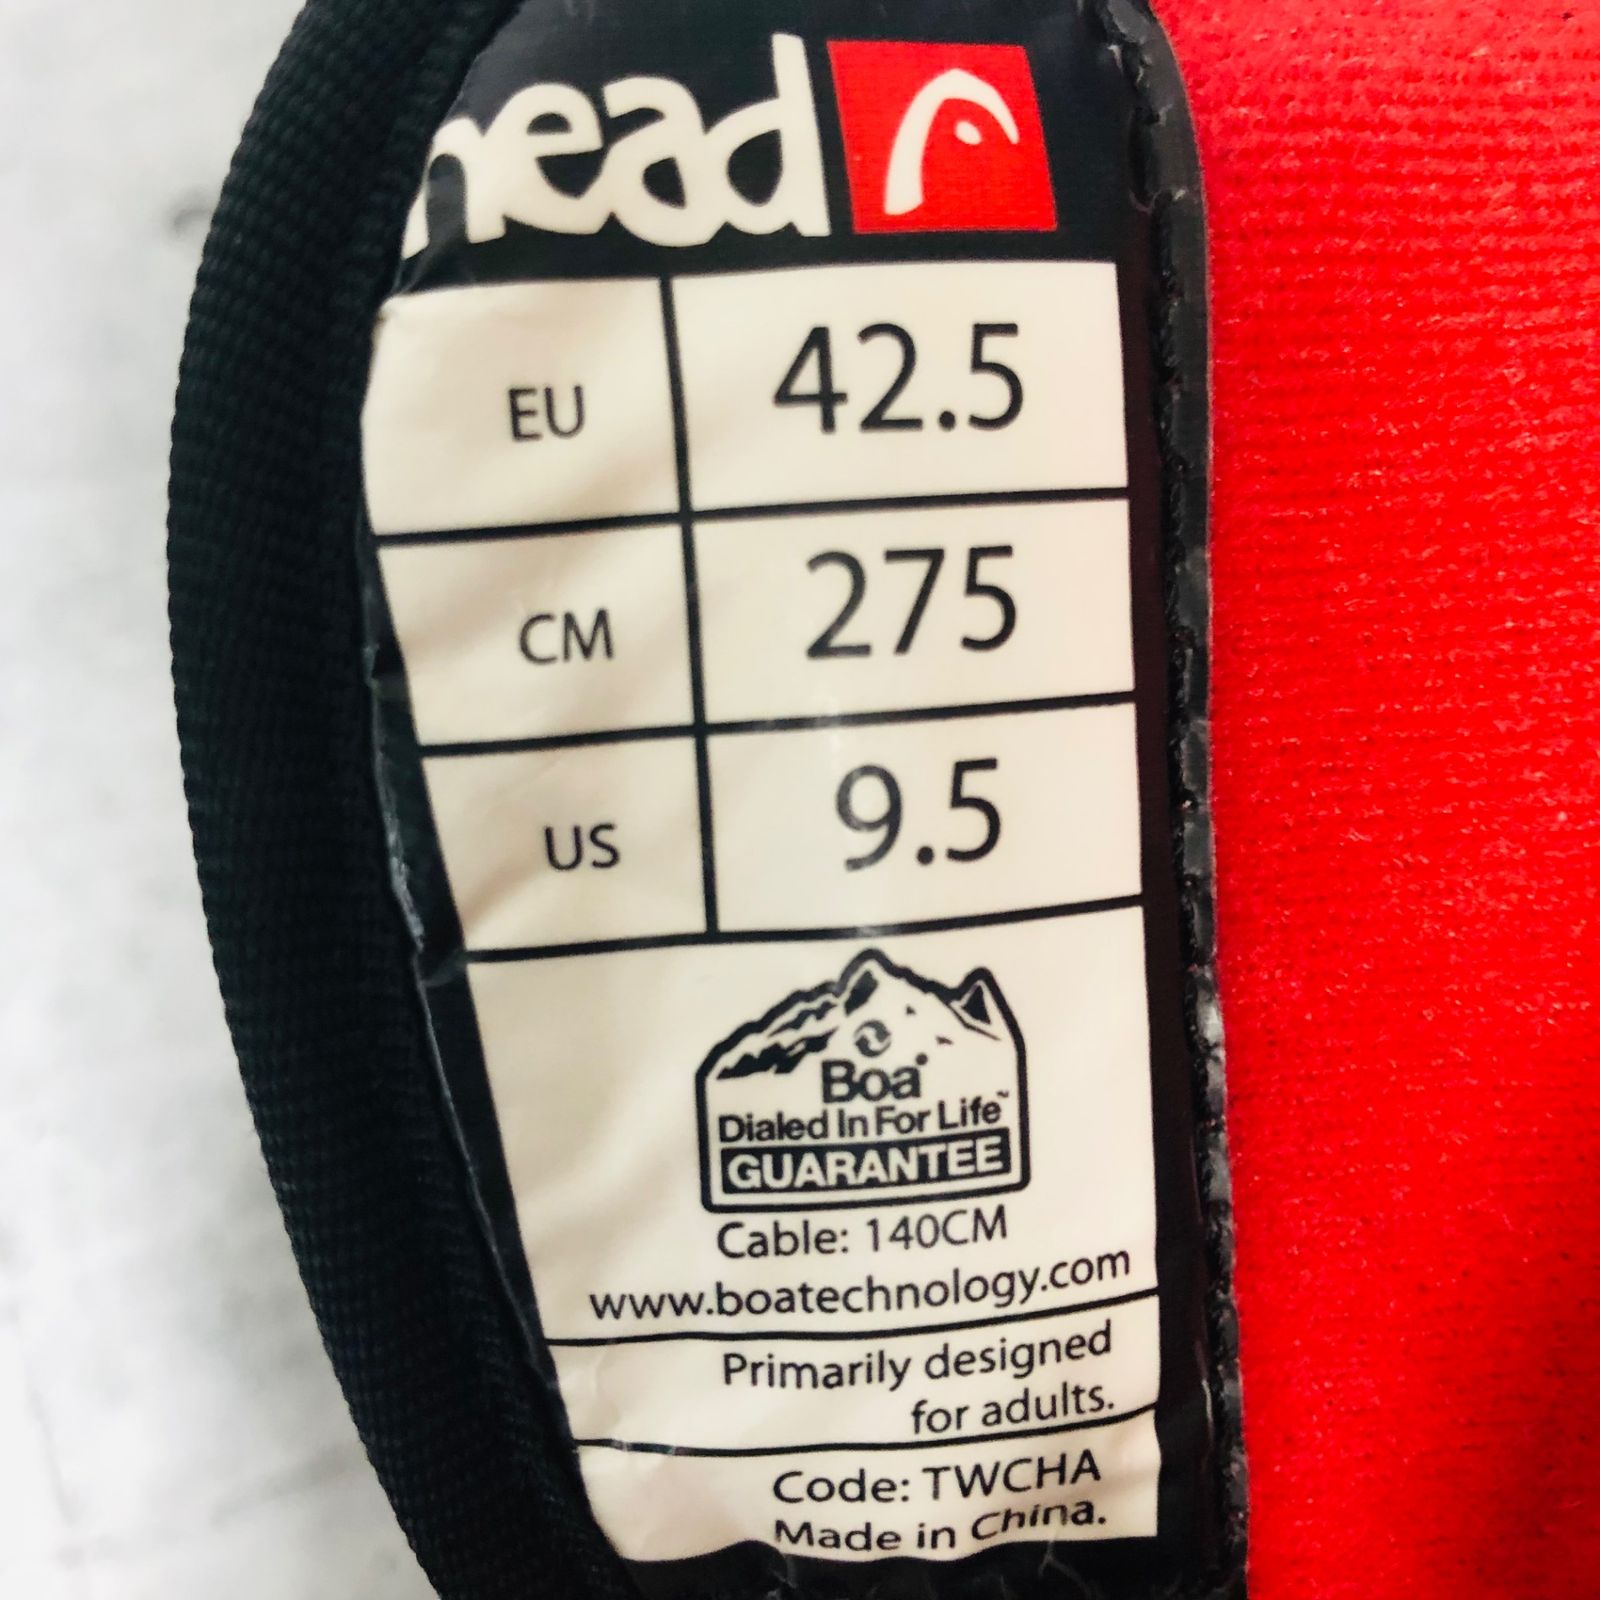 head
EU 42.5
CM 275
US 9.5
Boa®
Dialed In For Life™
GUARANTEE
Cable: 140CM
www.boatechnology.com
Primarily designed
for adults.
Code: TWCHA
Made in China.